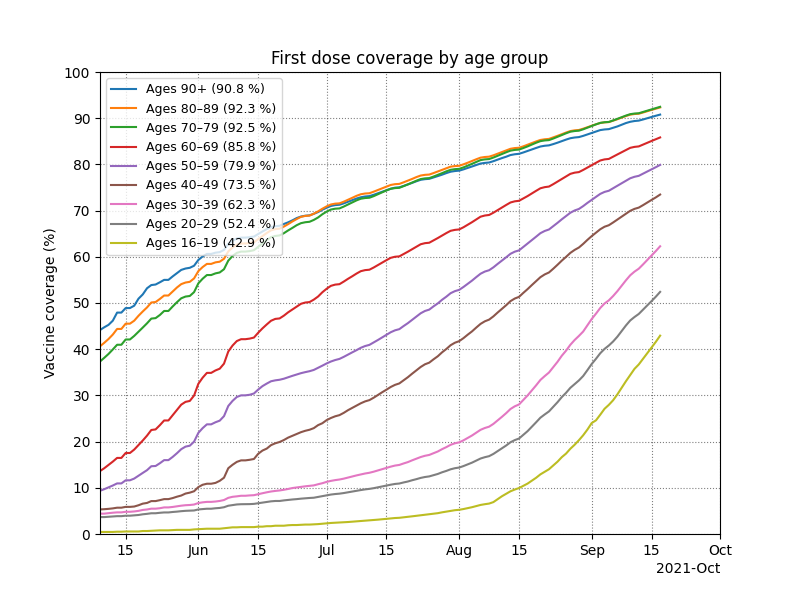 First dose coverage by age group
Vaccine coverage (%)
100
90
80
70
60
50
40
30
20
10
0
Ages 90+ (90.8 %)
Ages 80–89 (92.3 %)
Ages 70–79 (92.5 %)
Ages 60–69 (85.8 %)
Ages 50–59 (79.9 %)
Ages 40–49 (73.5 %)
Ages 30–39 (62.3 %)
Ages 20–29 (52.4 %)
Ages 16–19 (42.9 %)
15 Jun 15 Jul 15 Aug 15 Sep 15 Oct
2021-Oct